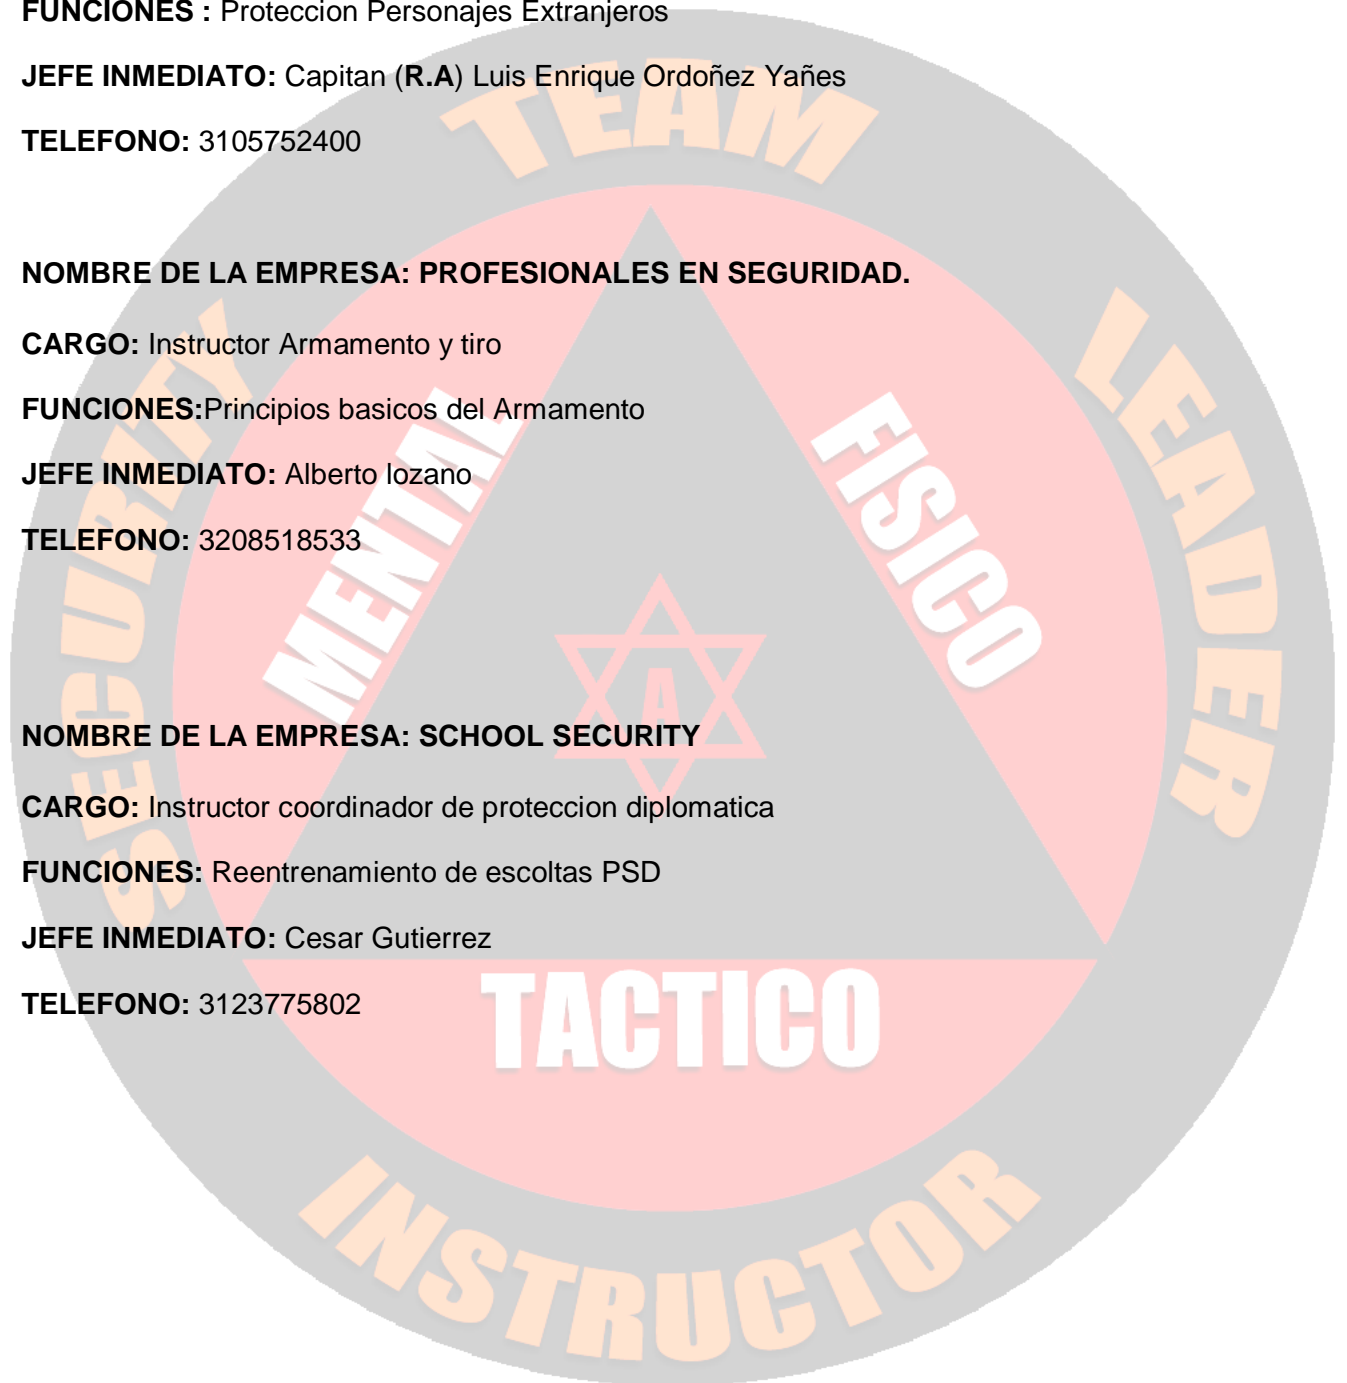 FUNCIONES : Proteccion Personajes Extranjeros
JEFE INMEDIATO: Capitan (R.A) Luis Enrique Ordoñez Yañes
TELEFONO: 3105752400
NOMBRE DE LA EMPRESA: PROFESIONALES EN SEGURIDAD.
CARGO: Instructor Armamento y tiro
FUNCIONES:Principios basicos del Armamento
JEFE INMEDIATO: Alberto lozano
TELEFONO: 3208518533
NOMBRE DE LA EMPRESA: SCHOOL SECURITY
CARGO: Instructor coordinador de proteccion diplomatica
FUNCIONES: Reentrenamiento de escoltas PSD
JEFE INMEDIATO: Cesar Gutierrez
TELEFONO: 3123775802
SECURITY
TEAM
LEADER
MENTAL
FISICO
A
TACTICO
INSTRUCTOR